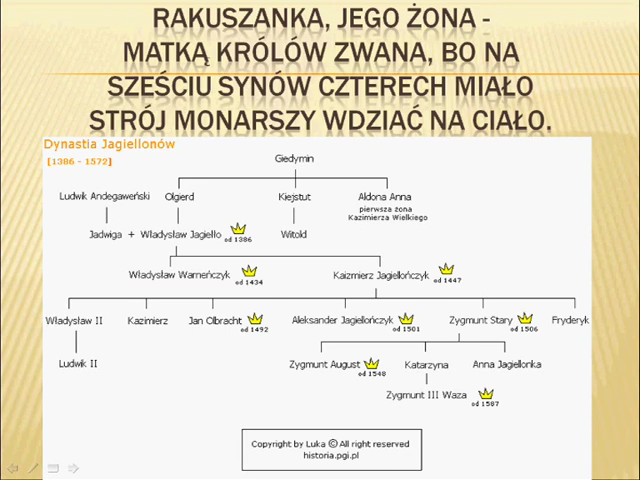 RAKUSZANKA, JEGO ŻONA -
MATKĄ KRÓLÓW ZWANA, BO NA
SZEŚCIU SYNÓW CZTERECH MIAŁO
STRÓJ MONARSZY WDZIAĆ NA CIAŁO.
Dynastia Jagiellonów
[1386 - 1572]
Giedymin
Ludwik Andegaweński Olgierd Kiejstut Aldona Anna
pierwsza żona
Kazimierza Wielkiego
Jadwiga + Władysław Jagiełło od 1386 Witold
Władysław Warneńczyk od 1434 Kaizmierz Jagiellończyk od 1447
Władysław II Kazimierz Jan Olbracht od 1492 Aleksander Jagiellończyk od 1501 Zygmunt Stary od 1506 Fryderyk
Ludwik II Zygmunt August od 1548 Katarzyna Anna Jagiellonka
Zygmunt III Waza od 1587
Copyright by Luka © All right reserved
historia.pgi.pl